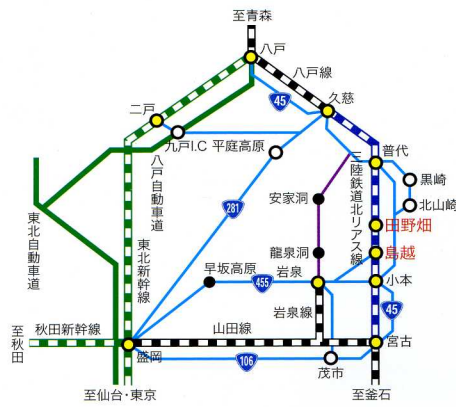 至青森
八戸
八戸線
45
久慈
二戸
九戸I.C
平庭高原
普代
黒崎
北山崎
八戸自動車道
三陸鉄道北リアス線
安家洞
281
田野畑
東北自動車道
東北新幹線
龍泉洞
島越
早坂高原
455
岩泉
小本
岩泉線
45
至秋田
秋田新幹線
山田線
盛岡
宮古
106
茂市
至仙台・東京
至釜石